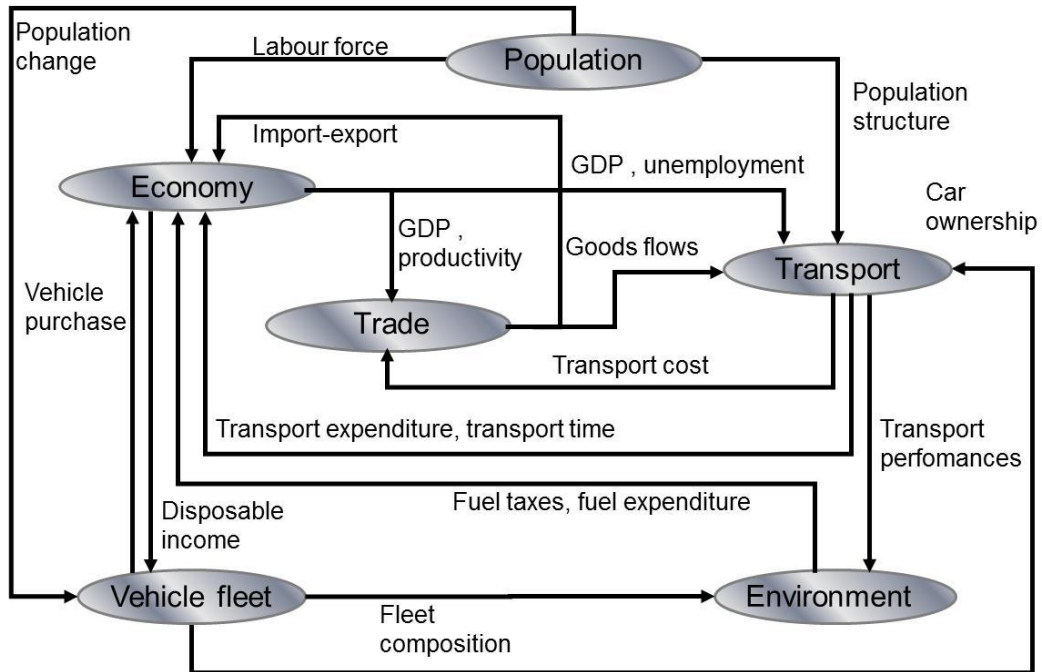 Population
change
Labour force
Population
Population
structure
Import-export
GDP , unemployment
Economy
Car
ownership
GDP ,
productivity
Goods flows
Transport
Vehicle
purchase
Trade
Transport cost
Transport expenditure, transport time
Transport
perfomances
Fuel taxes, fuel expenditure
Disposable
income
Vehicle fleet
Environment
Fleet
composition